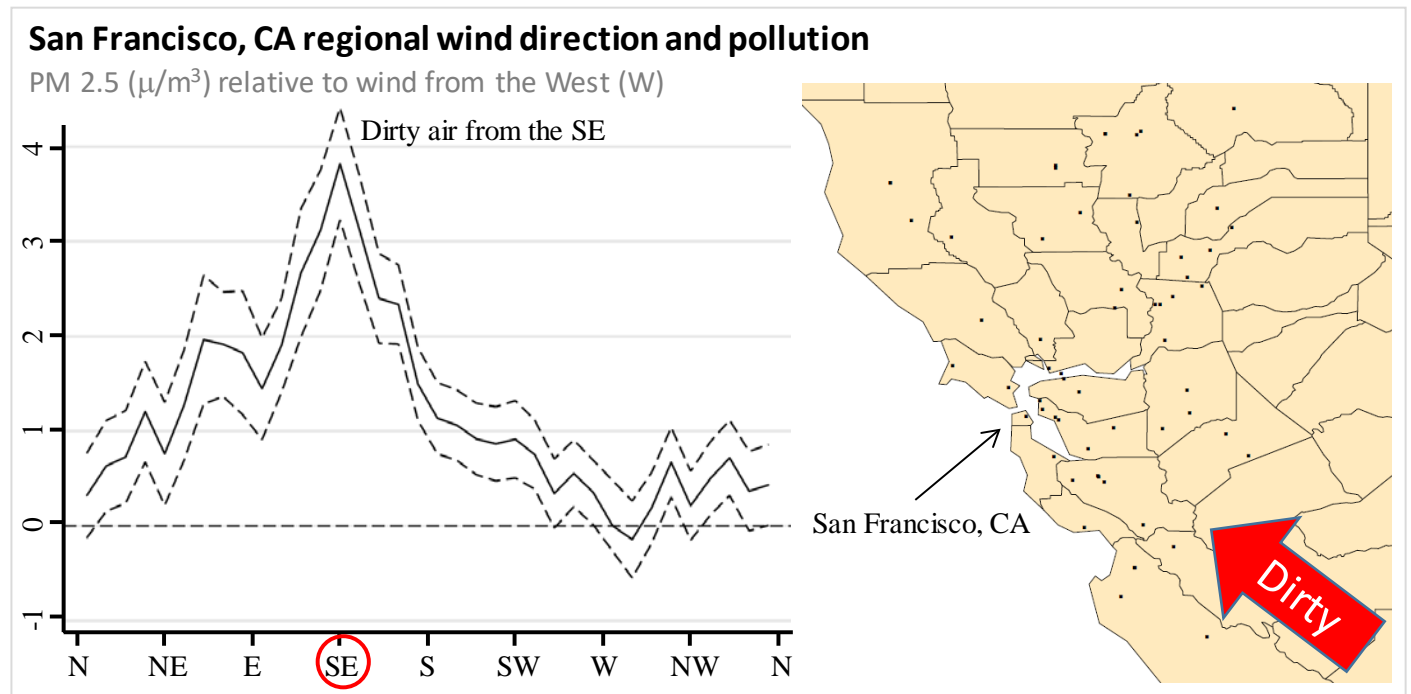 San Francisco, CA regional wind direction and pollution
PM 2.5 (μ/m³) relative to wind from the West (W)
Dirty air from the SE
4
3
2
1
0
-1
N NE E SE S SW W NW N
San Francisco, CA
Dirty